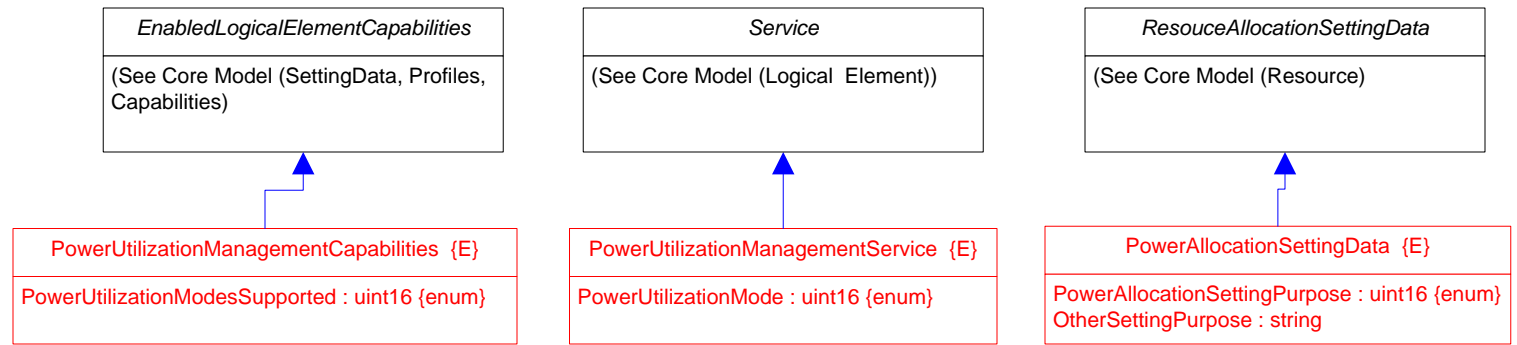 EnabledLogicalElementCapabilities
(See Core Model (SettingData, Profiles,
Capabilities)
Service
(See Core Model (Logical  Element))
ResouceAllocationSettingData
(See Core Model (Resource)
PowerUtilizationManagementCapabilities  {E}
PowerUtilizationModesSupported : uint16 {enum}
PowerUtilizationManagementService  {E}
PowerUtilizationMode : uint16 {enum}
PowerAllocationSettingData  {E}
PowerAllocationSettingPurpose : uint16 {enum}
OtherSettingPurpose : string